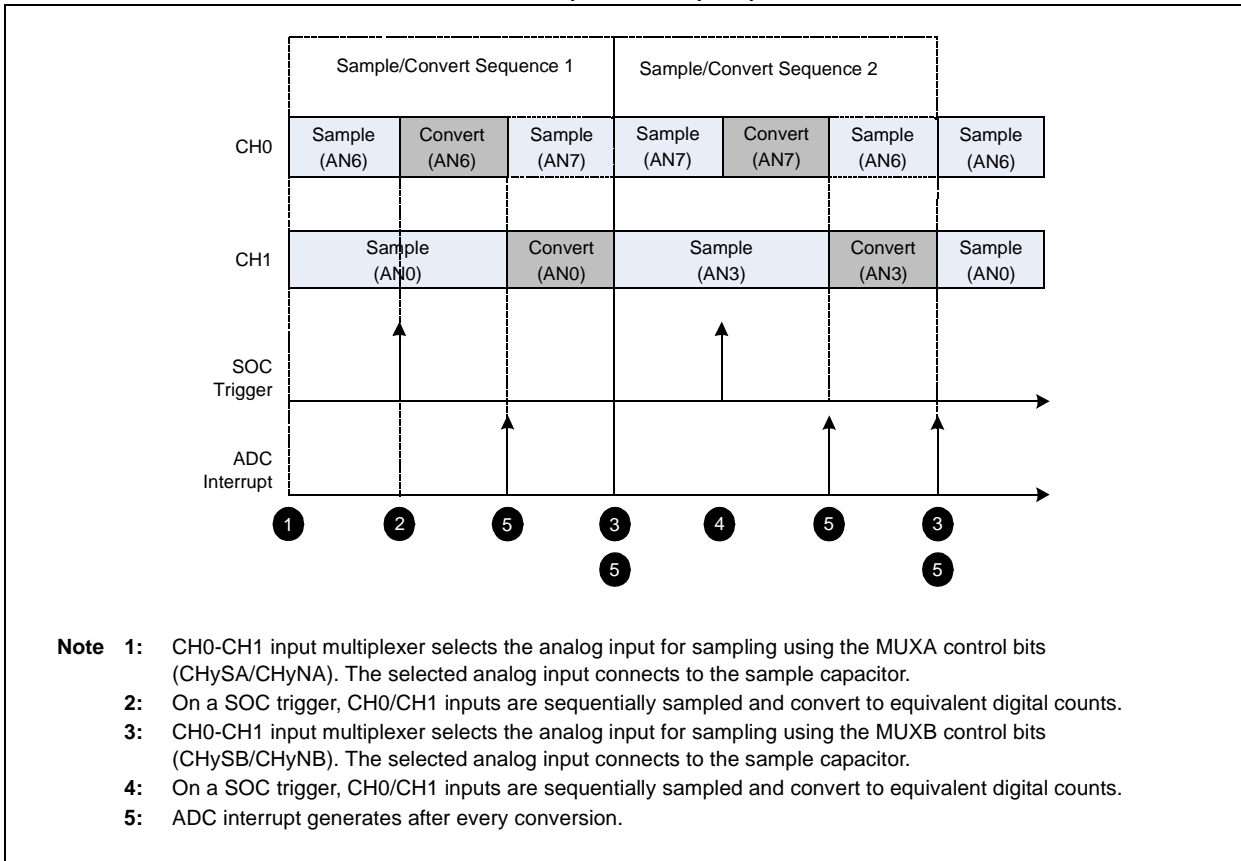 Sample/Convert Sequence 1
Sample/Convert Sequence 2
CH0
Sample
(AN6)
Convert
(AN6)
Sample
(AN7)
Sample
(AN7)
Convert
(AN7)
Sample
(AN6)
Sample
(AN6)
CH1
Sample
(AN0)
Convert
(AN0)
Sample
(AN3)
Convert
(AN3)
Sample
(AN0)
SOC
Trigger
ADC
Interrupt
1
2
5
3
4
5
3
5
5
Note 1: CH0-CH1 input multiplexer selects the analog input for sampling using the MUXA control bits
(CHySA/CHyNA). The selected analog input connects to the sample capacitor.
2: On a SOC trigger, CH0/CH1 inputs are sequentially sampled and convert to equivalent digital counts.
3: CH0-CH1 input multiplexer selects the analog input for sampling using the MUXB control bits
(CHySB/CHyNB). The selected analog input connects to the sample capacitor.
4: On a SOC trigger, CH0/CH1 inputs are sequentially sampled and convert to equivalent digital counts.
5: ADC interrupt generates after every conversion.